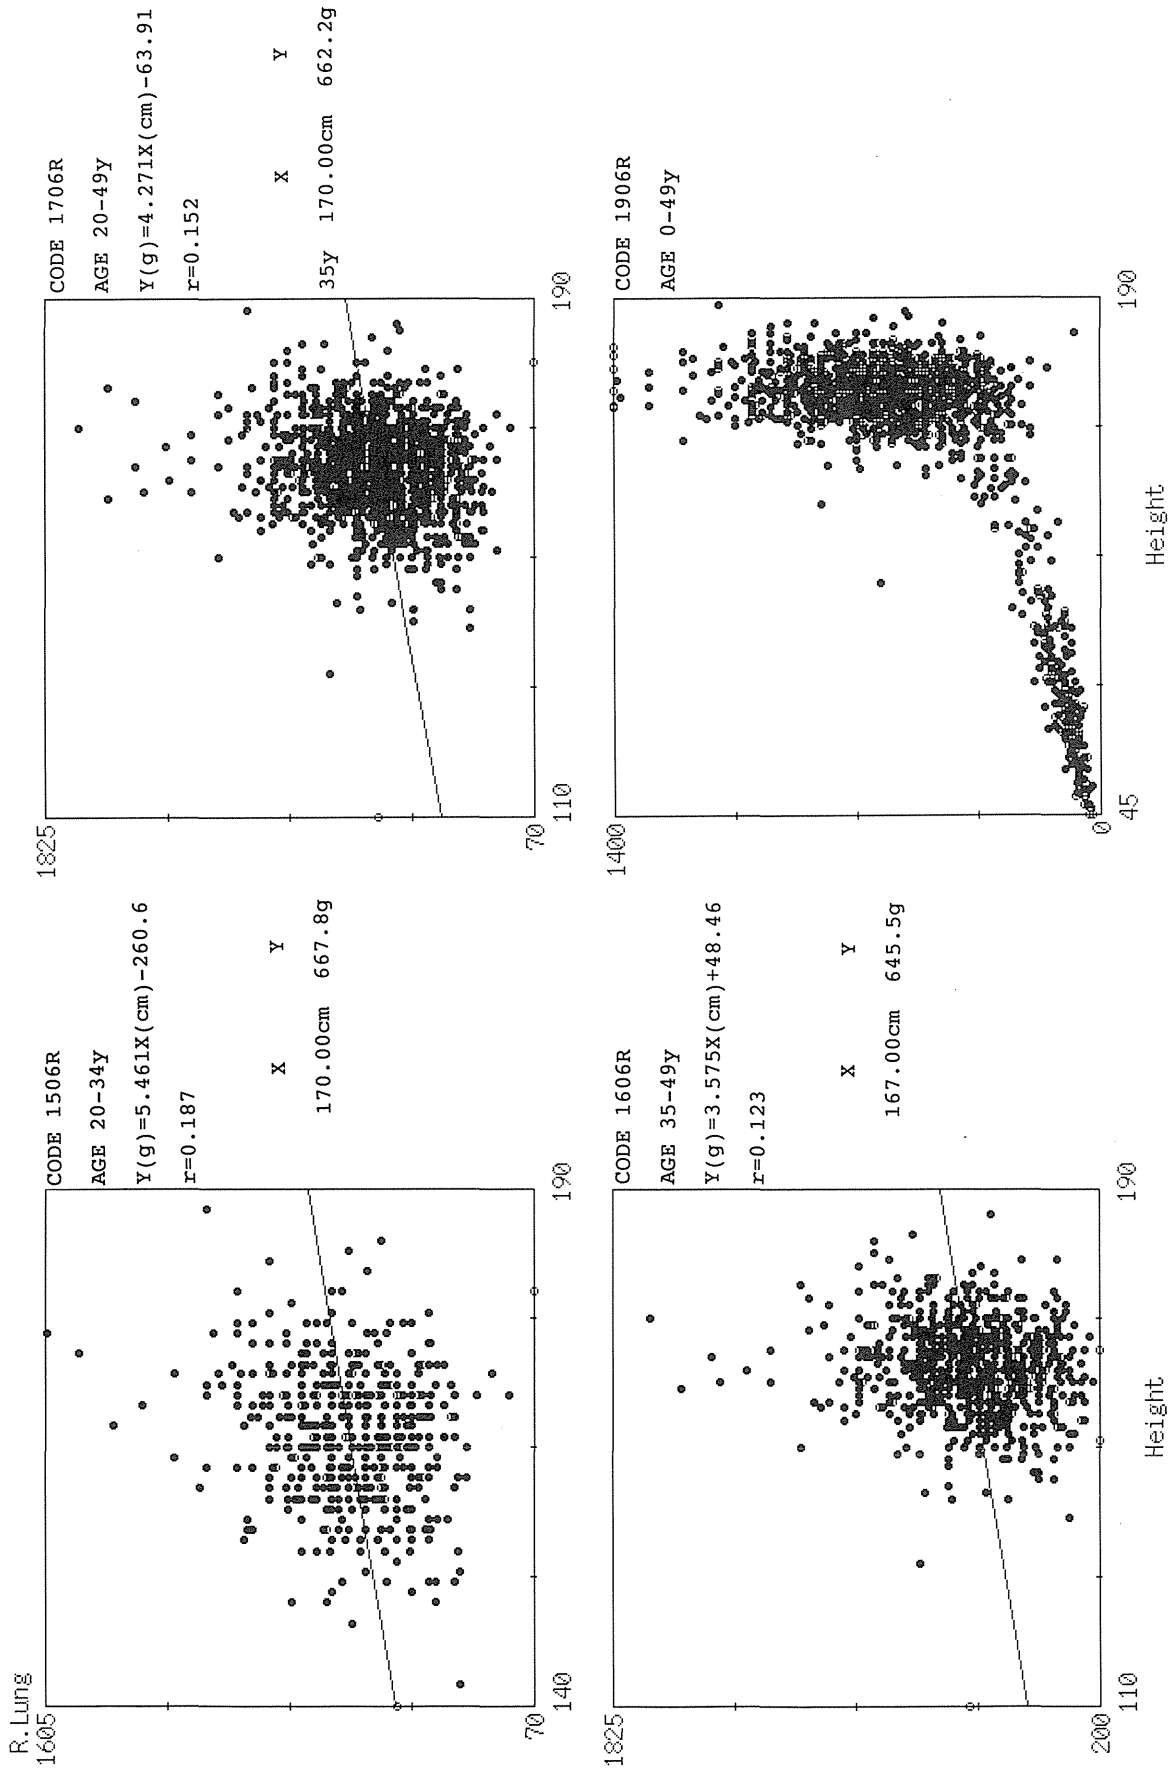 R.Lung
1605
70
140
190
CODE 1506R
AGE 20-34y
Y(g)=5.461X(cm)-260.6
r=0.187
X Y
170.00cm 667.8g
1825
70
110
190
CODE 1706R
AGE 20-49y
Y(g)=4.271X(cm)-63.91
r=0.152
X Y
35y 170.00cm 662.2g
1825
200
110
190
Height
CODE 1606R
AGE 35-49y
Y(g)=3.575X(cm)+48.46
r=0.123
X Y
167.00cm 645.5g
1400
0
45
190
Height
CODE 1906R
AGE 0-49y